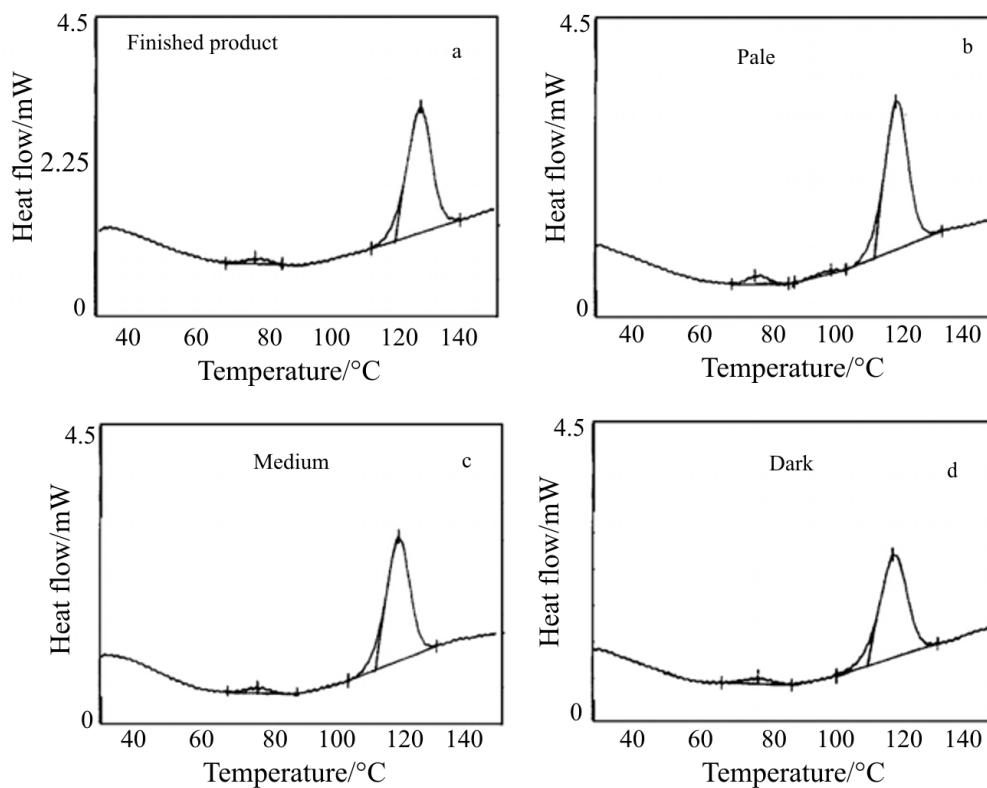 4.5
Finished product
a
Heat flow/mW
2.25
0
40 60 80 100 120 140
Temperature/°C
4.5
Pale
b
Heat flow/mW
0
40 60 80 100 120 140
Temperature/°C
4.5
Medium
c
Heat flow/mW
0
40 60 80 100 120 140
Temperature/°C
4.5
Dark
d
Heat flow/mW
0
40 60 80 100 120 140
Temperature/°C